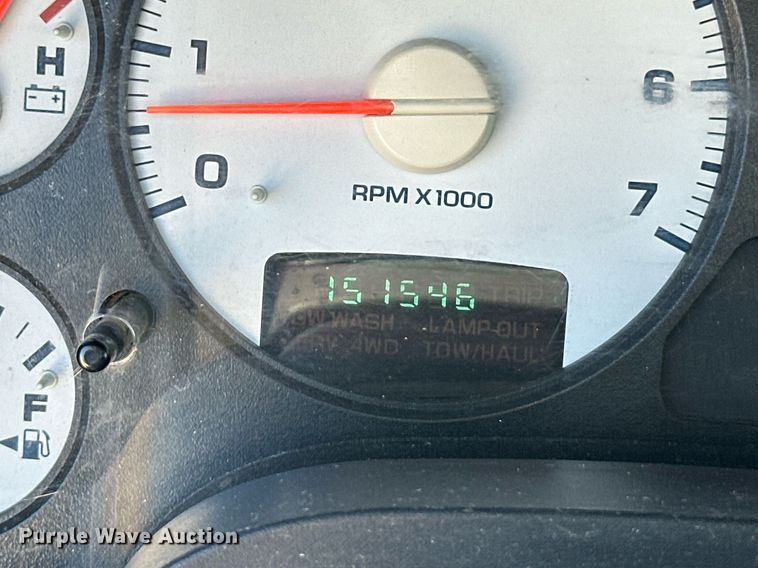 H
1
0
6
7
RPM X1000
151546
TRIP
WASH LAMP-OUT
4WD TOW/HAUL
F
Purple Wave Auction